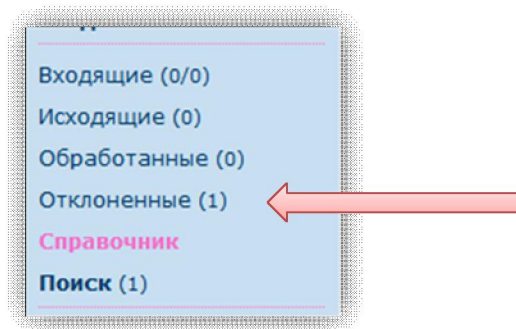 Входящие (0/0)
Исходящие (0)
Обработанные (0)
Отклоненные (1)
Справочник
Поиск (1)